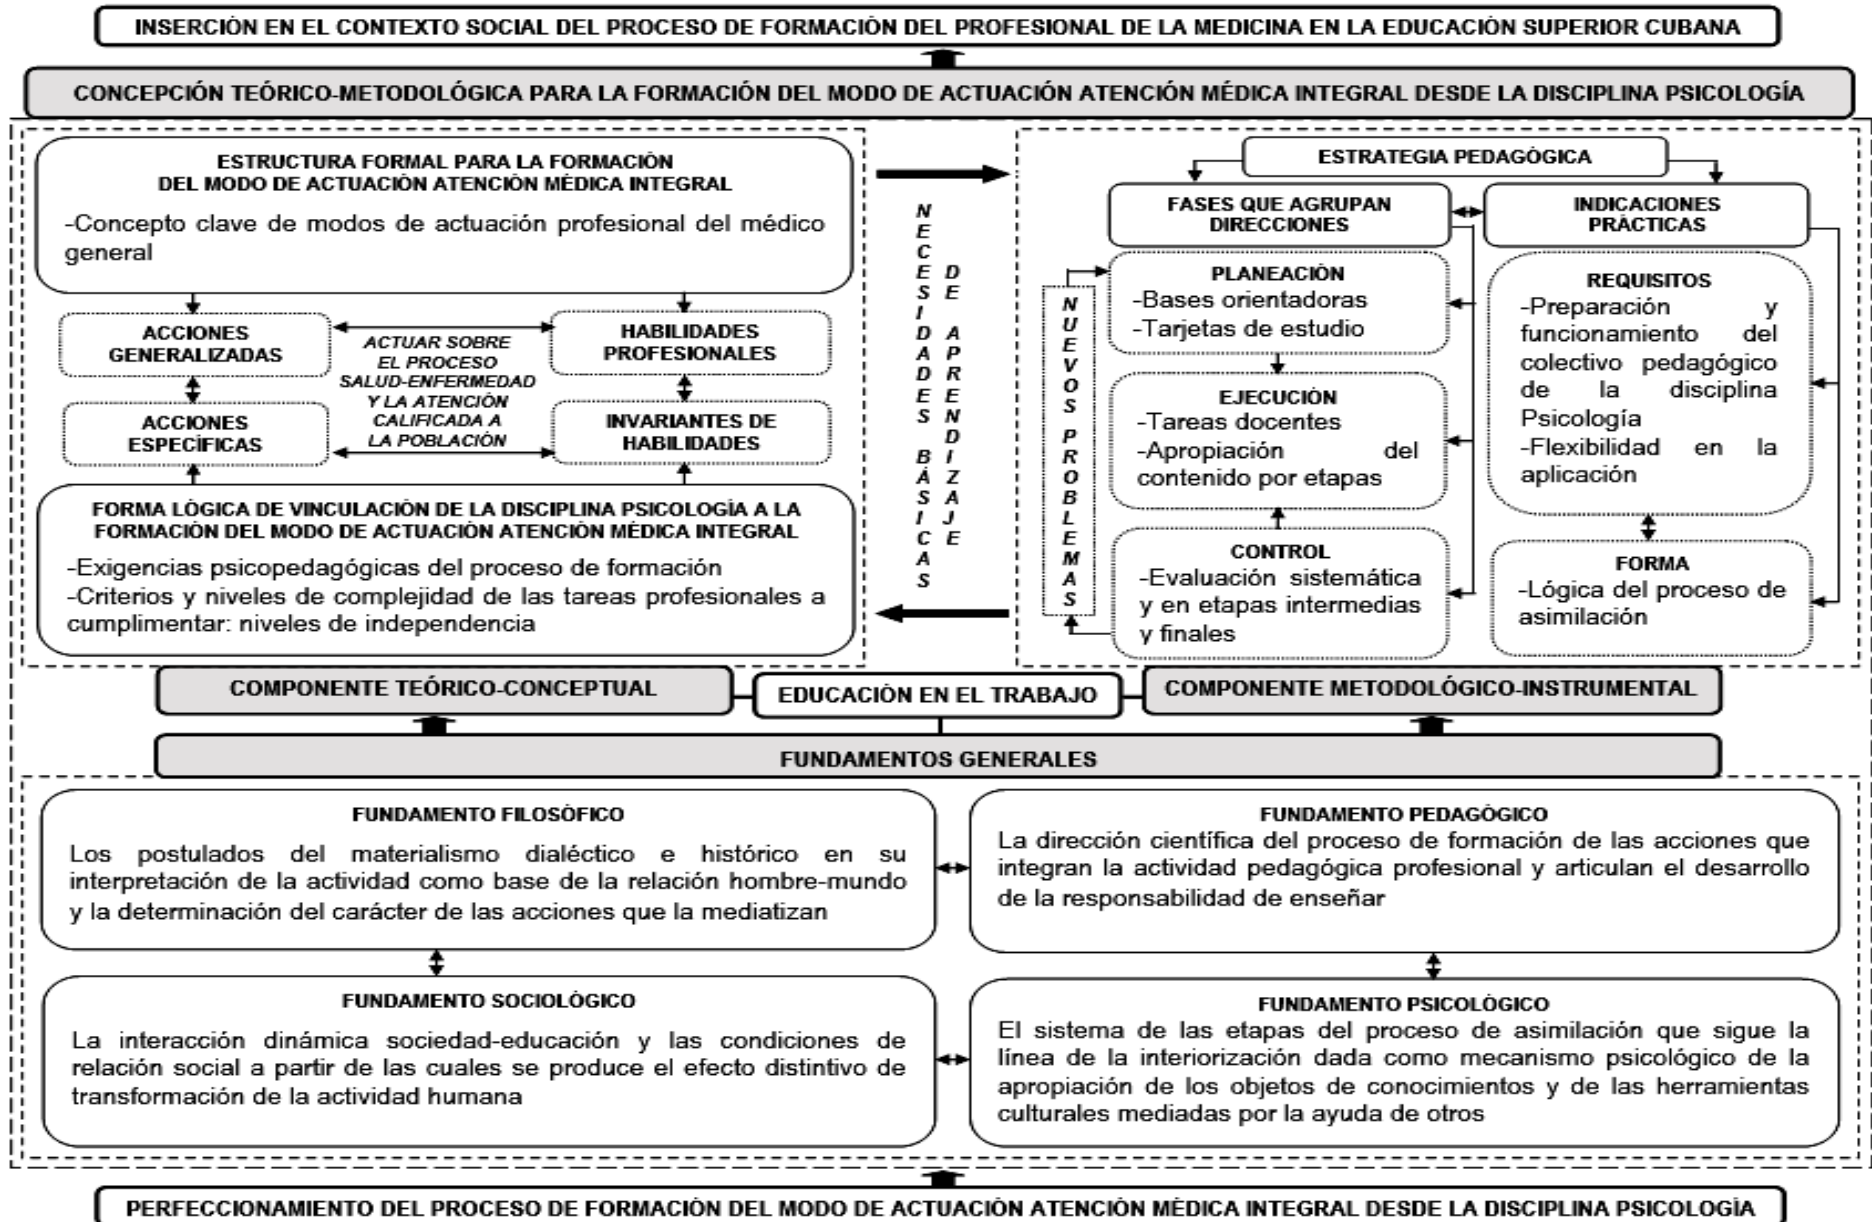 INSERCIÓN EN EL CONTEXTO SOCIAL DEL PROCESO DE FORMACIÓN DEL PROFESIONAL DE LA MEDICINA EN LA EDUCACIÓN SUPERIOR CUBANA
CONCEPCIÓN TEÓRICO-METODOLÓGICA PARA LA FORMACIÓN DEL MODO DE ACTUACIÓN ATENCIÓN MÉDICA INTEGRAL DESDE LA DISCIPLINA PSICOLOGÍA
ESTRUCTURA FORMAL PARA LA FORMACIÓN
DEL MODO DE ACTUACIÓN ATENCIÓN MÉDICA INTEGRAL
-Concepto clave de modos de actuación profesional del médico
general
ACCIONES
GENERALIZADAS
HABILIDADES
PROFESIONALES
ACTUAR SOBRE
EL PROCESO
SALUD-ENFERMEDAD
Y LA ATENCIÓN
CALIFICADA A
LA POBLACIÓN
ACCIONES
ESPECÍFICAS
INVARIANTES DE
HABILIDADES
FORMA LÓGICA DE VINCULACIÓN DE LA DISCIPLINA PSICOLOGÍA A LA
FORMACIÓN DEL MODO DE ACTUACIÓN ATENCIÓN MÉDICA INTEGRAL
-Exigencias psicopedagógicas del proceso de formación
-Criterios y niveles de complejidad de las tareas profesionales a
cumplimentar: niveles de independencia
NECESIDADES BÁSICAS
DE APRENDIZAJE
ESTRATEGIA PEDAGÓGICA
FASES QUE AGRUPAN
DIRECCIONES
INDICACIONES
PRÁCTICAS
NUEVOS PROBLEMAS
PLANEACIÓN
-Bases orientadoras
-Tarjetas de estudio
EJECUCIÓN
-Tareas docentes
-Apropiación del
contenido por etapas
CONTROL
-Evaluación sistemática
y en etapas intermedias
y finales
REQUISITOS
-Preparación y
funcionamiento del
colectivo pedagógico
de la disciplina
Psicología
-Flexibilidad en la
aplicación
FORMA
-Lógica del proceso de
asimilación
COMPONENTE TEÓRICO-CONCEPTUAL
EDUCACIÓN EN EL TRABAJO
COMPONENTE METODOLÓGICO-INSTRUMENTAL
FUNDAMENTOS GENERALES
FUNDAMENTO FILOSÓFICO
Los postulados del materialismo dialéctico e histórico en su
interpretación de la actividad como base de la relación hombre-mundo
y la determinación del carácter de las acciones que la mediatizan
FUNDAMENTO PEDAGÓGICO
La dirección científica del proceso de formación de las acciones que
integran la actividad pedagógica profesional y articulan el desarrollo
de la responsabilidad de enseñar
FUNDAMENTO SOCIOLÓGICO
La interacción dinámica sociedad-educación y las condiciones de
relación social a partir de las cuales se produce el efecto distintivo de
transformación de la actividad humana
FUNDAMENTO PSICOLÓGICO
El sistema de las etapas del proceso de asimilación que sigue la
línea de la interiorización dada como mecanismo psicológico de la
apropiación de los objetos de conocimientos y de las herramientas
culturales mediadas por la ayuda de otros
PERFECCIONAMIENTO DEL PROCESO DE FORMACIÓN DEL MODO DE ACTUACIÓN ATENCIÓN MÉDICA INTEGRAL DESDE LA DISCIPLINA PSICOLOGÍA